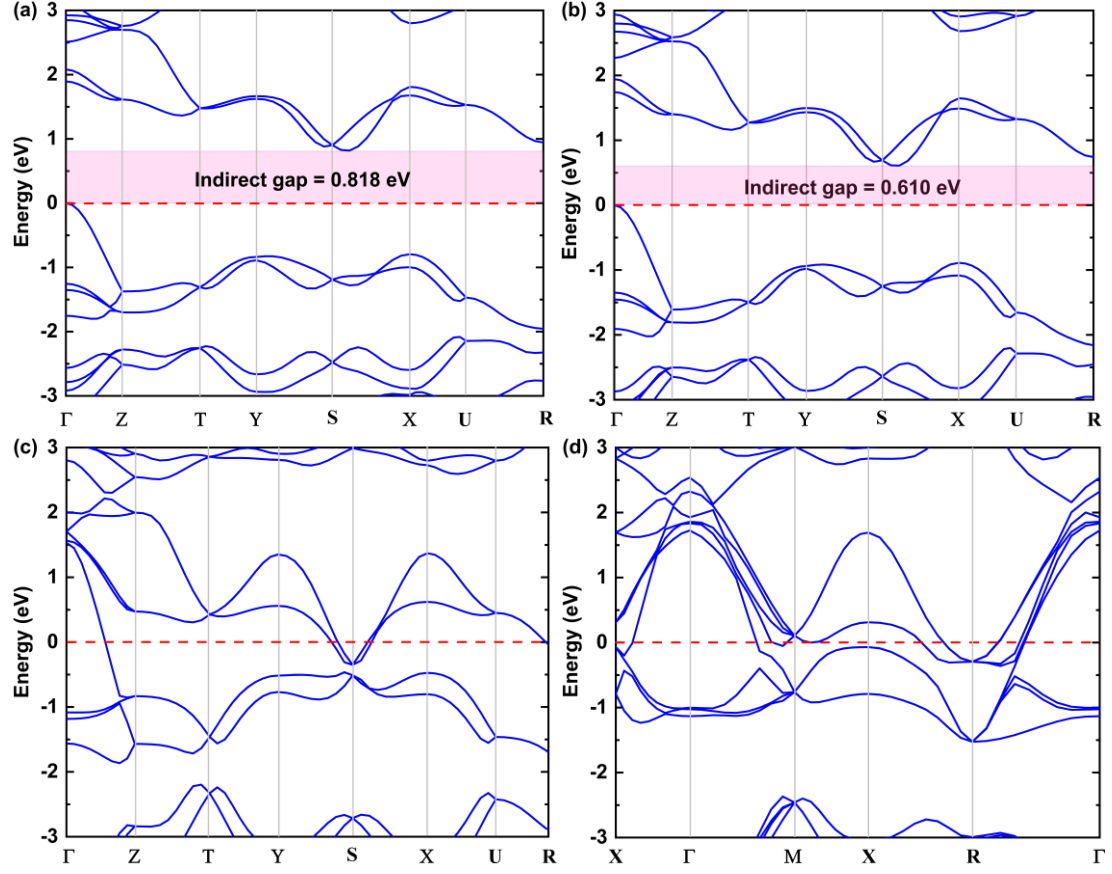 (a)
3
2
1
0
-1
-2
-3
Energy (eV)
Indirect gap = 0.818 eV
Γ Z T Y S X U R
(b)
3
2
1
0
-1
-2
-3
Energy (eV)
Indirect gap = 0.610 eV
Γ Z T Y S X U R
(c)
3
2
1
0
-1
-2
-3
Energy (eV)
Γ Z T Y S X U R
(d)
3
2
1
0
-1
-2
-3
Energy (eV)
X Γ M X R Γ